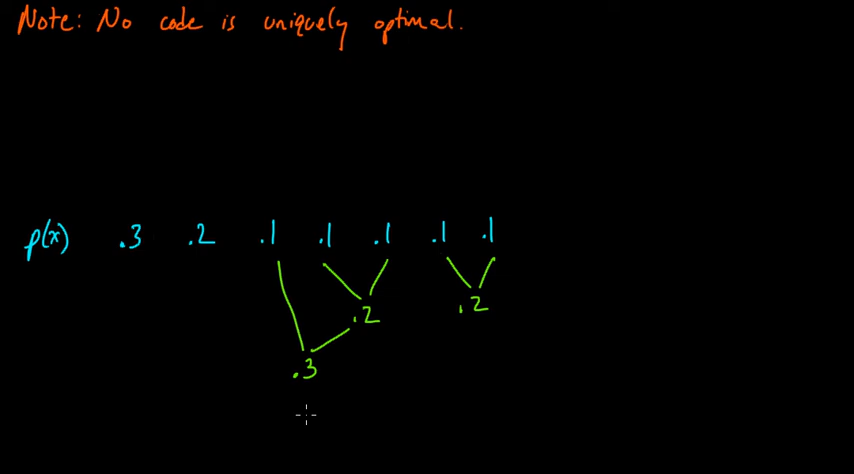 Note: No code is uniquely optimal.
p(x) .3 .2 .1 .1 .1 .1 .1
.2
.2
.3